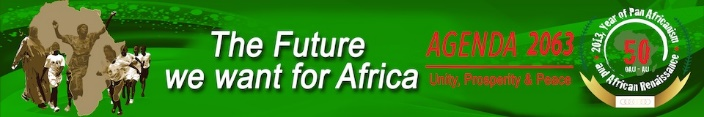 The Future
we want for Africa
AGENDA 2063
Unity, Prosperity & Peace
2013, Year of Pan Africanism
and African Renaissance
50
OAU - AU